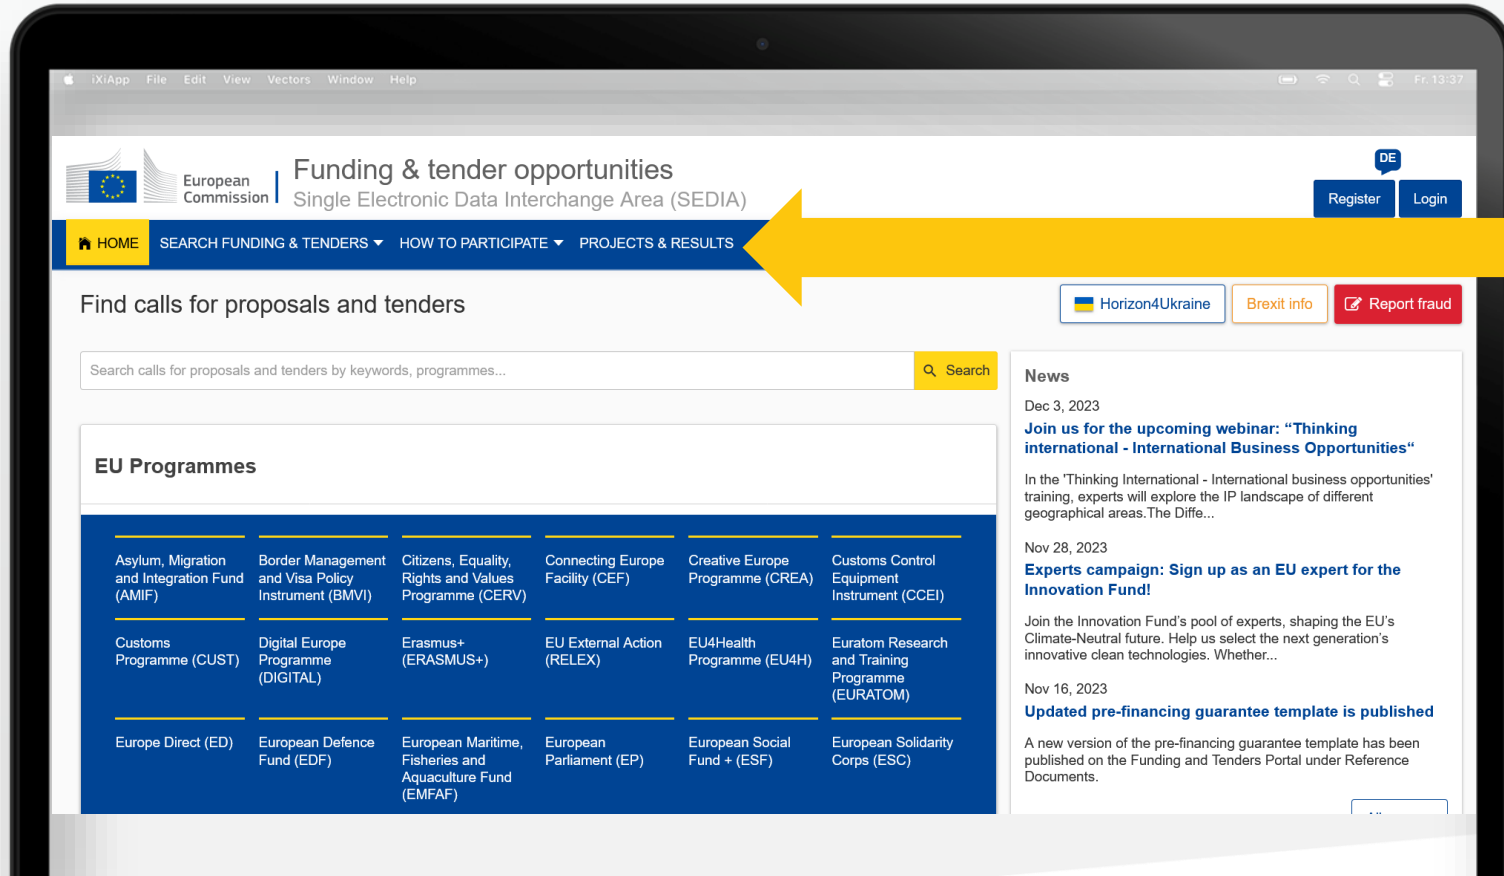 iXiApp File Edit View Vectors Window Help Fr. 13:37
European
Commission
Funding & tender opportunities
Single Electronic Data Interchange Area (SEDIA)
DE
Register Login
HOME SEARCH FUNDING & TENDERS HOW TO PARTICIPATE PROJECTS & RESULTS
Find calls for proposals and tenders
Horizon4Ukraine Brexit info Report fraud
Search calls for proposals and tenders by keywords, programmes... Search
EU Programmes
Asylum, Migration
and Integration Fund
(AMIF)
Border Management
and Visa Policy
Instrument (BMVI)
Citizens, Equality,
Rights and Values
Programme (CERV)
Connecting Europe
Facility (CEF)
Creative Europe
Programme (CREA)
Customs Control
Equipment
Instrument (CCEI)
Customs
Programme (CUST)
Digital Europe
Programme
(DIGITAL)
Erasmus+
(ERASMUS+)
EU External Action
(RELEX)
EU4Health
Programme (EU4H)
Euratom Research
and Training
Programme
(EURATOM)
Europe Direct (ED)
European Defence
Fund (EDF)
European Maritime,
Fisheries and
Aquaculture Fund
(EMFAF)
European
Parliament (EP)
European Social
Fund + (ESF)
European Solidarity
Corps (ESC)
News
Dec 3, 2023
Join us for the upcoming webinar: “Thinking
international - International Business Opportunities“
In the 'Thinking International - International business opportunities'
training, experts will explore the IP landscape of different
geographical areas.The Diffe...
Nov 28, 2023
Experts campaign: Sign up as an EU expert for the
Innovation Fund!
Join the Innovation Fund’s pool of experts, shaping the EU’s
Climate-Neutral future. Help us select the next generation’s
innovative clean technologies. Whether...
Nov 16, 2023
Updated pre-financing guarantee template is published
A new version of the pre-financing guarantee template has been
published on the Funding and Tenders Portal under Reference
Documents.